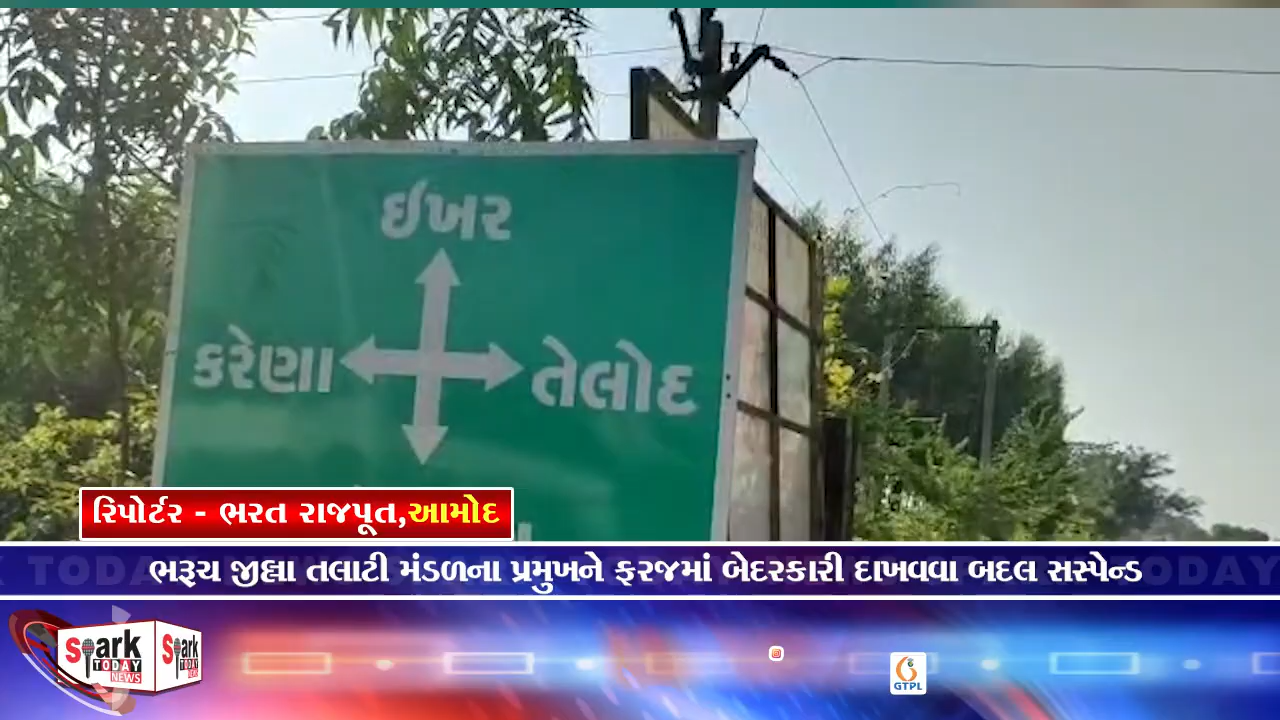 ઈખર
કરેણા
તેલોદ
રિપોર્ટર - ભરત રાજપૂત,આમોદ
ભરૂચ જીલ્લા તલાટી મંડળના પ્રમુખને ફરજમાં બેદરકારી દાખવવા બદલ સસ્પેન્ડ
Spark
TODAY
NEWS
Spark
TODAY
NEWS
GTPL